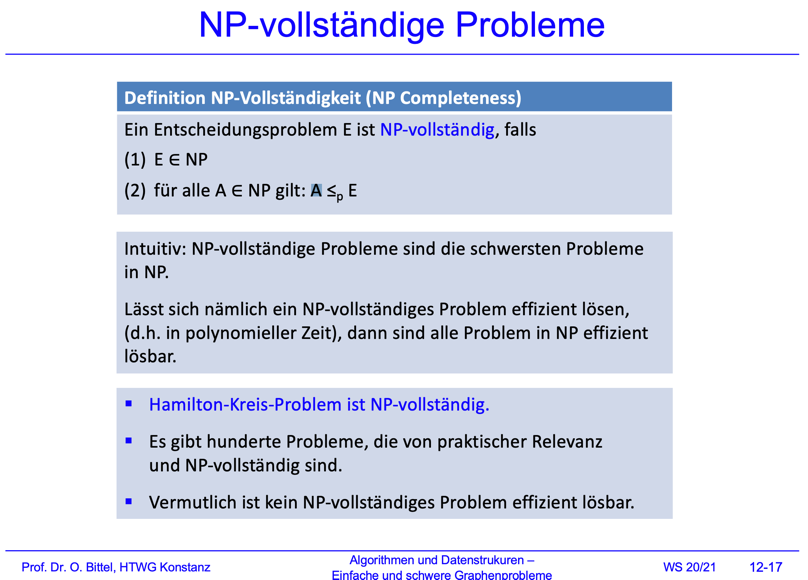 NP-vollständige Probleme
Definition NP-Vollständigkeit (NP Completeness)
Ein Entscheidungsproblem E ist NP-vollständig, falls
(1) E ∈ NP
(2) für alle A ∈ NP gilt: A ≤p E
Intuitiv: NP-vollständige Probleme sind die schwersten Probleme
in NP.
Lässt sich nämlich ein NP-vollständiges Problem effizient lösen,
(d.h. in polynomieller Zeit), dann sind alle Problem in NP effizient
lösbar.
▪ Hamilton-Kreis-Problem ist NP-vollständig.
▪ Es gibt hunderte Probleme, die von praktischer Relevanz
und NP-vollständig sind.
▪ Vermutlich ist kein NP-vollständiges Problem effizient lösbar.
Prof. Dr. O. Bittel, HTWG Konstanz
Algorithmen und Datenstrukuren –
Einfache und schwere Graphenprobleme
WS 20/21
12-17